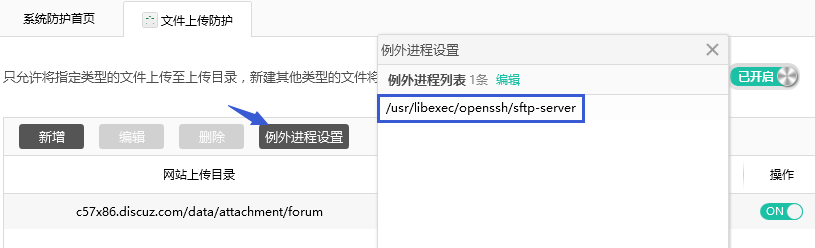 系统防护首页
文件上传防护
只允许将指定类型的文件上传至上传目录，新建其他类型的文件将
已开启
例外进程设置
例外进程列表 1条 编辑
/usr/libexec/openssh/sftp-server
新增
编辑
删除
例外进程设置
网站上传目录
操作
c57x86.discuz.com/data/attachment/forum
ON